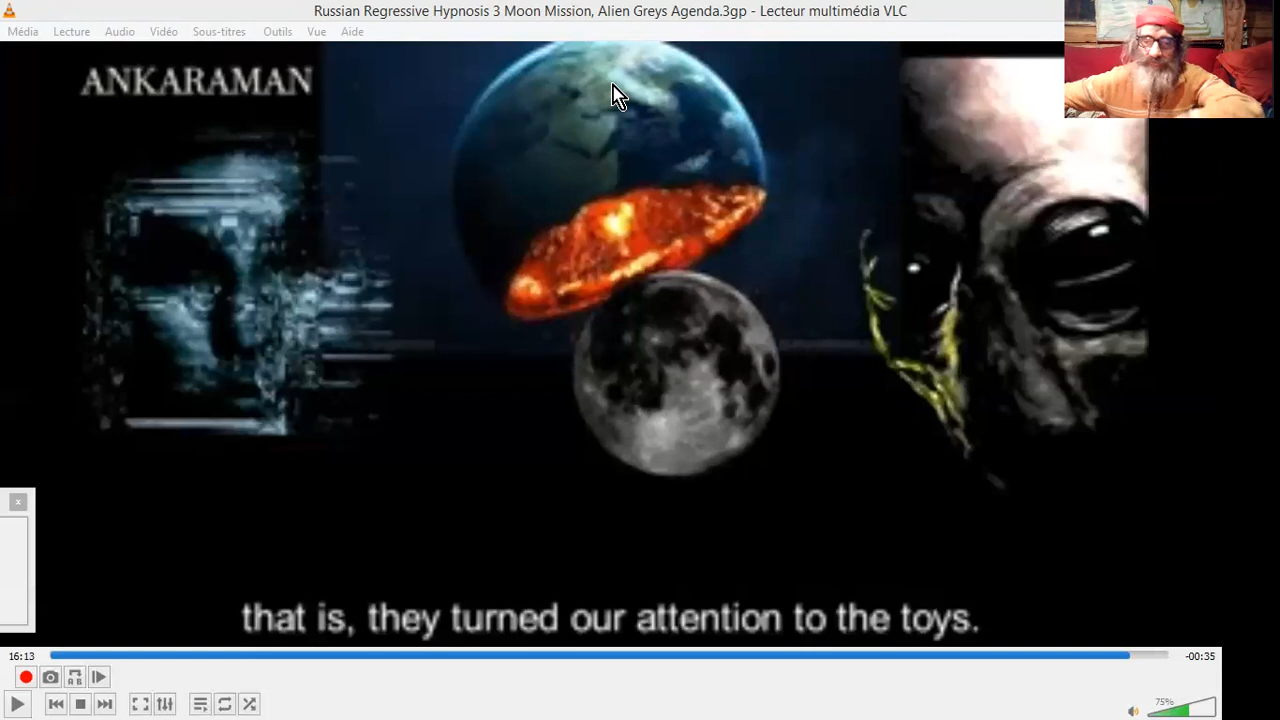 Russian Regressive Hypnosis 3 Moon Mission, Alien Greys Agenda.3gp - Lecteur multimédia VLC
Média Lecture Audio Vidéo Sous-titres Outils Vue Aide
ANKARAMAN
that is, they turned our attention to the toys.
16:13
-00:35
75%